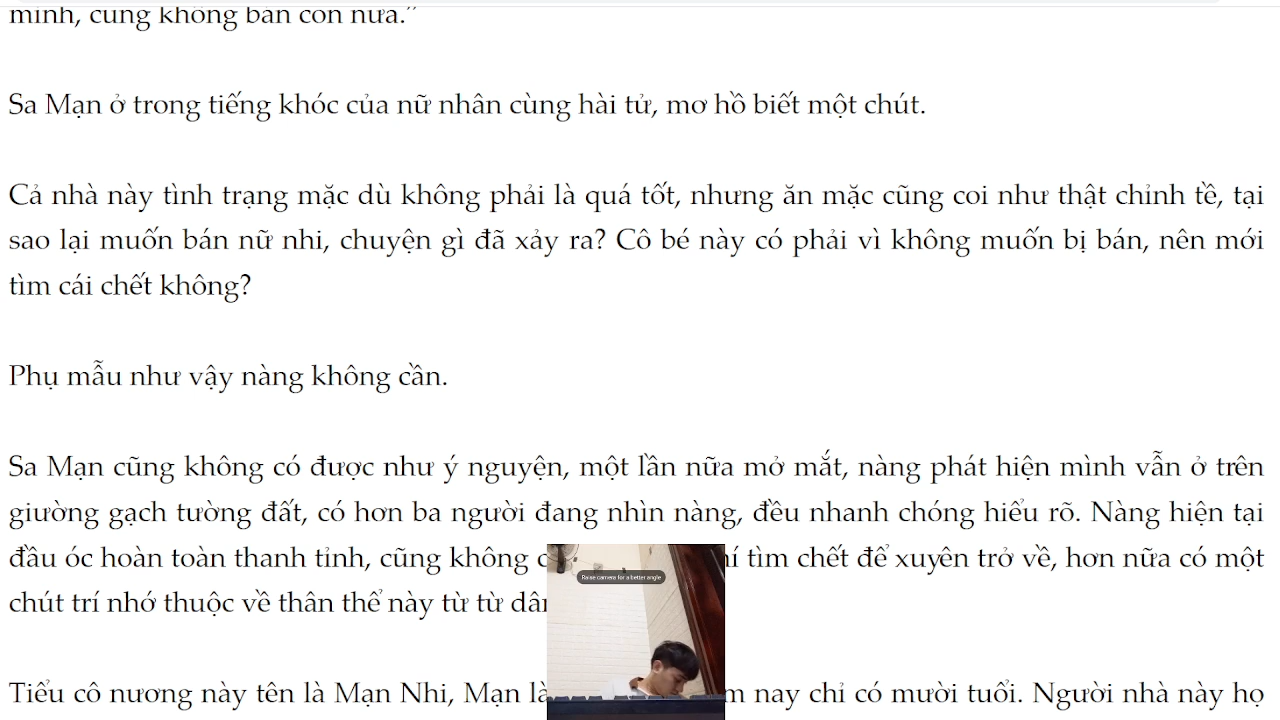 mình, cũng không bán con nữa.”
Sa Mạn ở trong tiếng khóc của nữ nhân cùng hài tử, mơ hồ biết một chút.
Cả nhà này tình trạng mặc dù không phải là quá tốt, nhưng ăn mặc cũng coi như thật chỉnh tề, tại
sao lại muốn bán nữ nhi, chuyện gì đã xảy ra? Cô bé này có phải vì không muốn bị bán, nên mới
tìm cái chết không?
Phụ mẫu như vậy nàng không cần.
Sa Mạn cũng không có được như ý nguyện, một lần nữa mở mắt, nàng phát hiện mình vẫn ở trên
giường gạch tường đất, có hơn ba người đang nhìn nàng, đều nhanh chóng hiểu rõ. Nàng hiện tại
đầu óc hoàn toàn thanh tỉnh, cũng không tìm chết để xuyên trở về, hơn nữa có một
chút trí nhớ thuộc về thân thể này từ từ
Raise camera for a better angle
Tiểu cô nương này tên là Mạn Nhi, Mạn nay chỉ có mười tuổi. Người nhà này họ